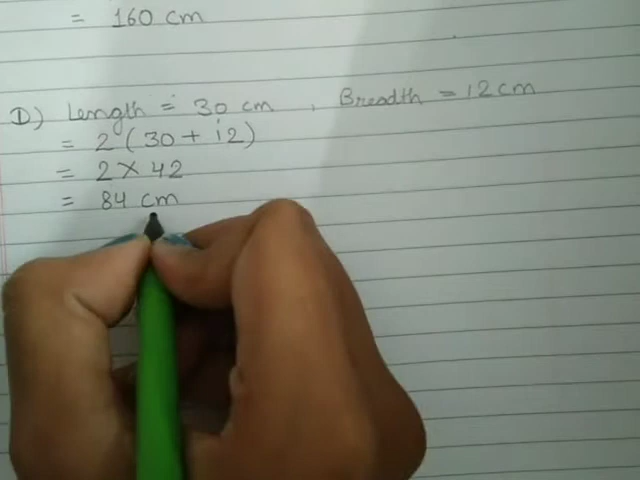 = 160 cm
D) Length = 30 cm , Breadth = 12 cm
= 2 ( 30 + 12 )
= 2 × 42
= 84 cm